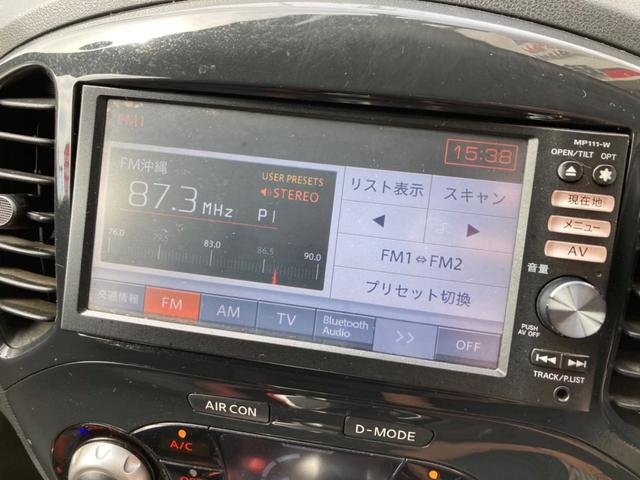 FM1
15:38
MP111-W
OPEN/TILT OPT
FM沖縄
USER PRESETS
87.3 MHz P1
STEREO
76.0 79.5 83.0 86.5 90.0
リスト表示
スキャン
FM1⇔FM2
プリセット切換
現在地
メニュー
AV
音量
PUSH
AV OFF
交通情報
FM
AM
TV
Bluetooth
Audio
>>
OFF
TRACK/P.LIST
AIR CON
D-MODE
A/C